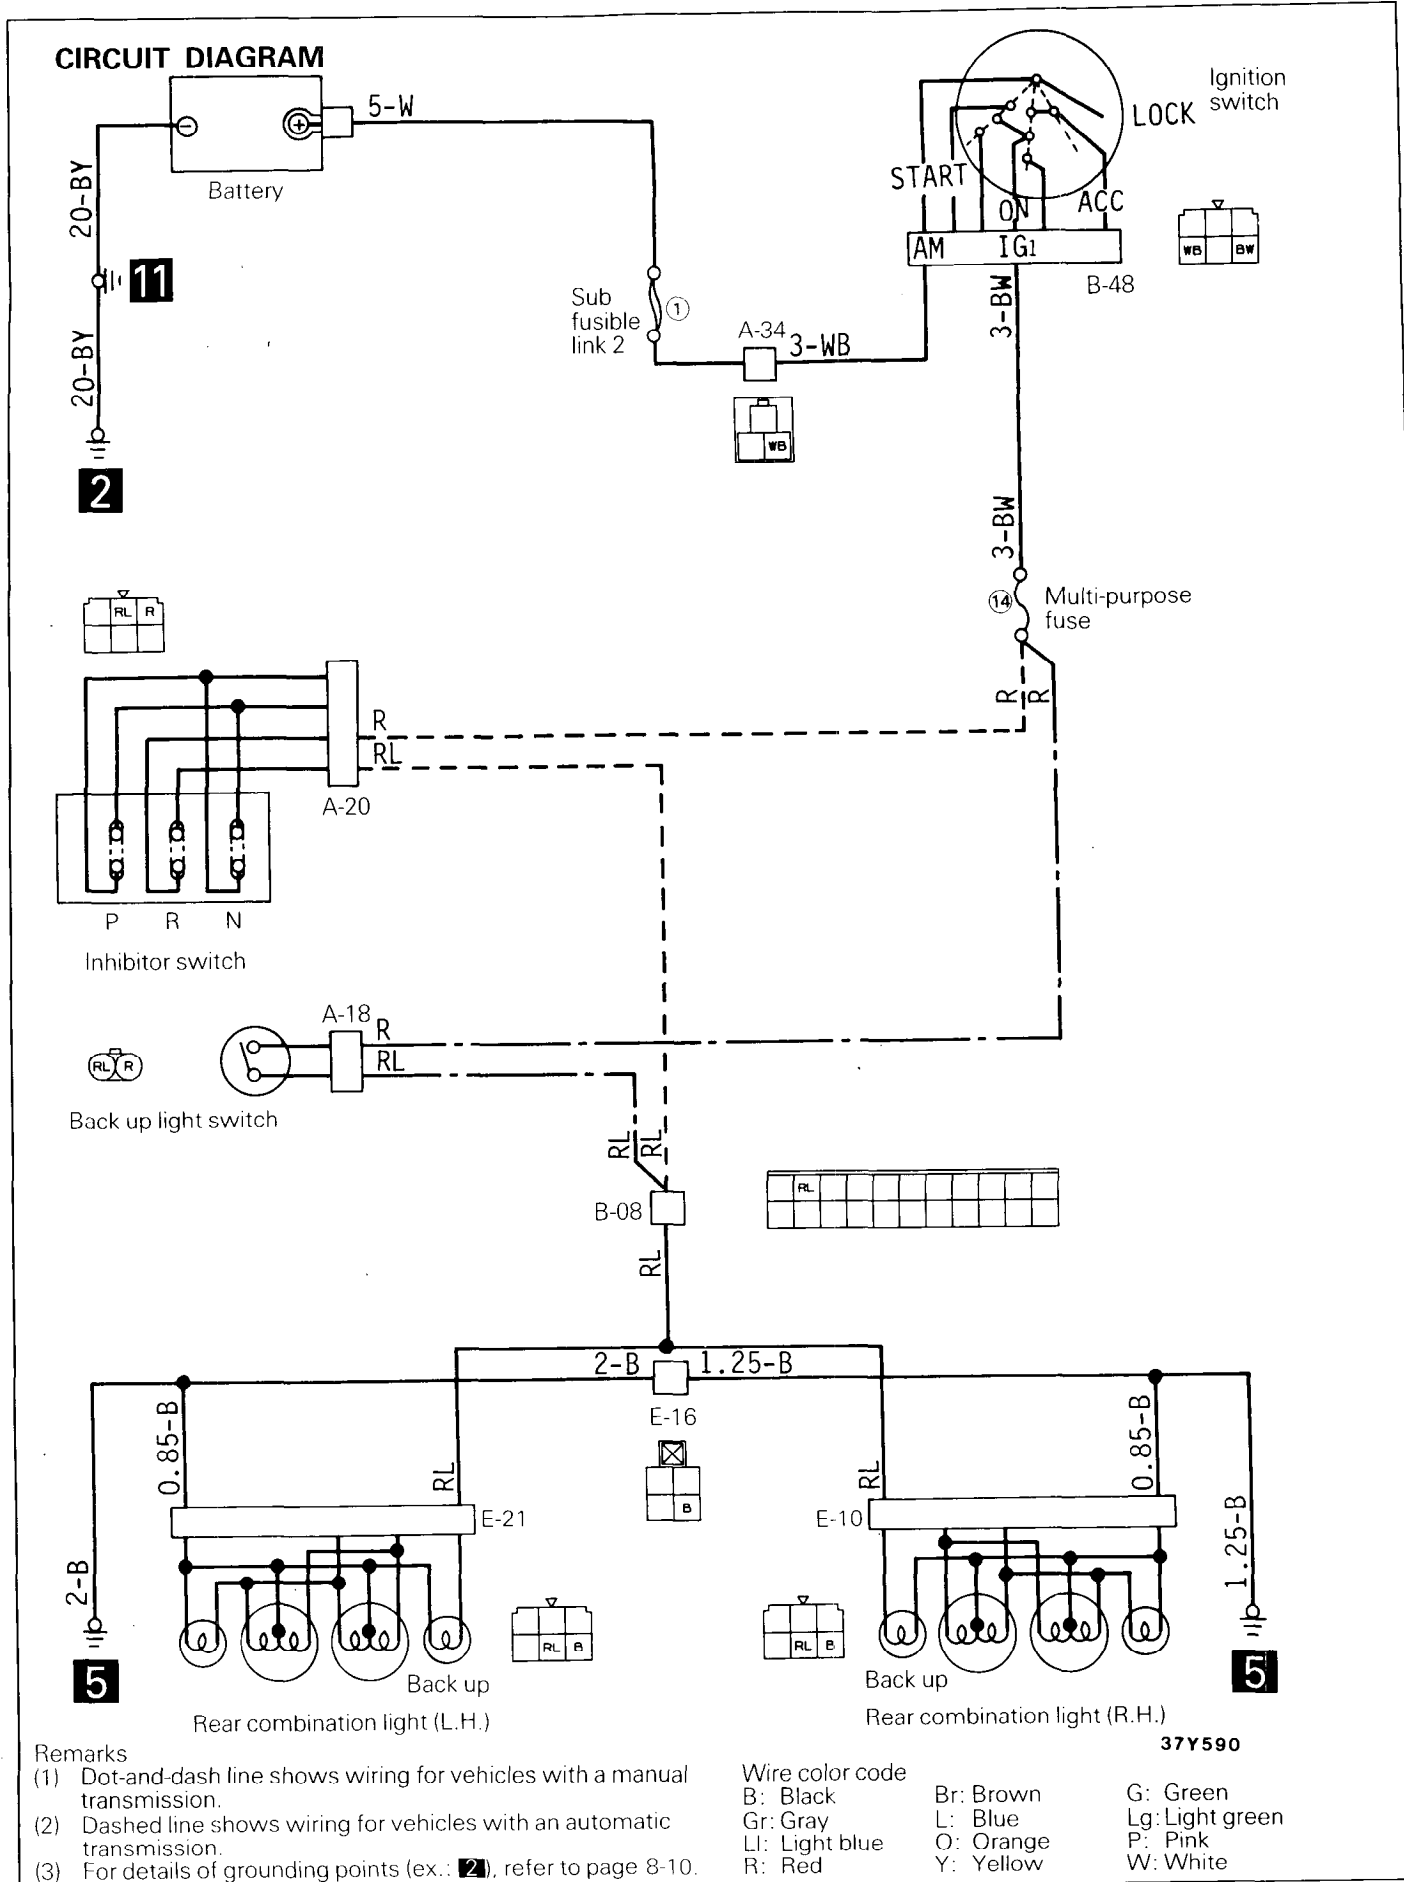 CIRCUIT DIAGRAM
Battery
5-W
20-BY
11
20-BY
2
Sub
fusible
link 2
1
A-34
3-WB
WB
Ignition
switch
LOCK
START
ON
ACC
AM
IG1
B-48
WB
BW
3-BW
3-BW
14
Multi-purpose
fuse
R
R
RL
R
R
RL
A-20
P
R
N
Inhibitor switch
A-18
R
RL
RL
R
Back up light switch
RL
RL
B-08
RL
RL
2-B
1.25-B
E-16
B
0.85-B
RL
RL
0.85-B
E-21
E-10
2-B
1.25-B
5
5
RL
B
RL
B
Back up
Back up
Rear combination light (L.H.)
Rear combination light (R.H.)
37Y590
Remarks
(1) Dot-and-dash line shows wiring for vehicles with a manual
transmission.
(2) Dashed line shows wiring for vehicles with an automatic
transmission.
(3) For details of grounding points (ex.: 2), refer to page 8-10.
Wire color code
B: Black
Br: Brown
G: Green
Gr: Gray
L: Blue
Lg: Light green
Ll: Light blue
O: Orange
P: Pink
R: Red
Y: Yellow
W: White